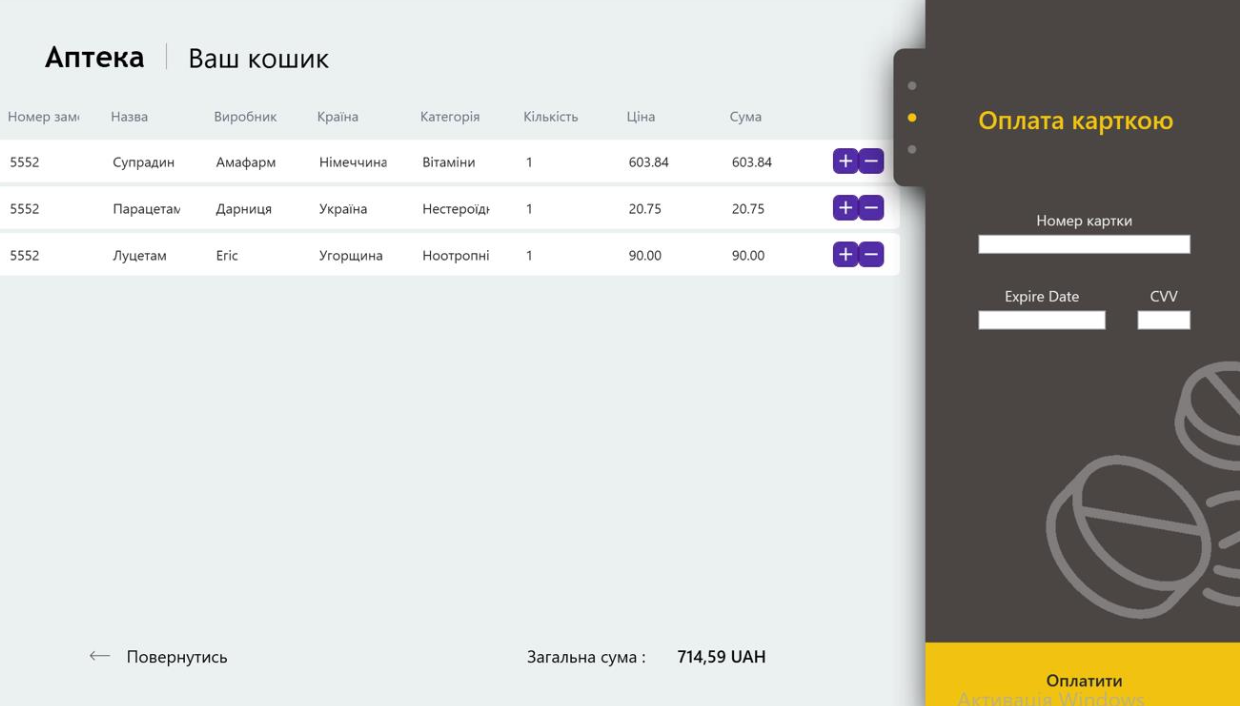 Аптека Ваш кошик
Номер зам Назва Виробник Країна Категорія Кількість Ціна Сума
5552 Супрадин Амафарм Німеччина Вітаміни 1 603.84 603.84
5552 Парацетам Дарниця Україна Нестероїдн 1 20.75 20.75
5552 Луцетам Егіс Угорщина Ноотропні 1 90.00 90.00
Повернутись
Загальна сума : 714,59 UAH
Оплата карткою
Номер картки
Expire Date CVV
Оплатити
Активація Windows